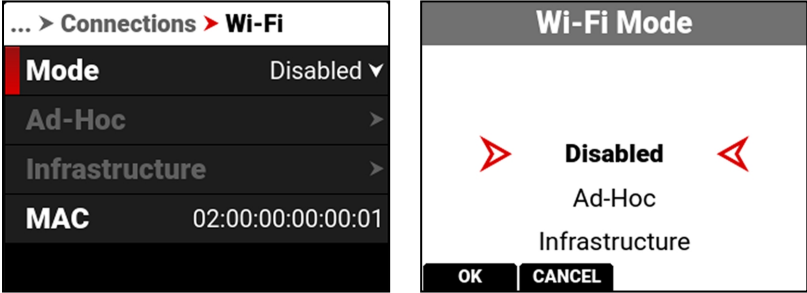 ... > Connections > Wi-Fi
Mode Disabled
Ad-Hoc >
Infrastructure >
MAC 02:00:00:00:00:01
Wi-Fi Mode
Disabled
Ad-Hoc
Infrastructure
OK CANCEL